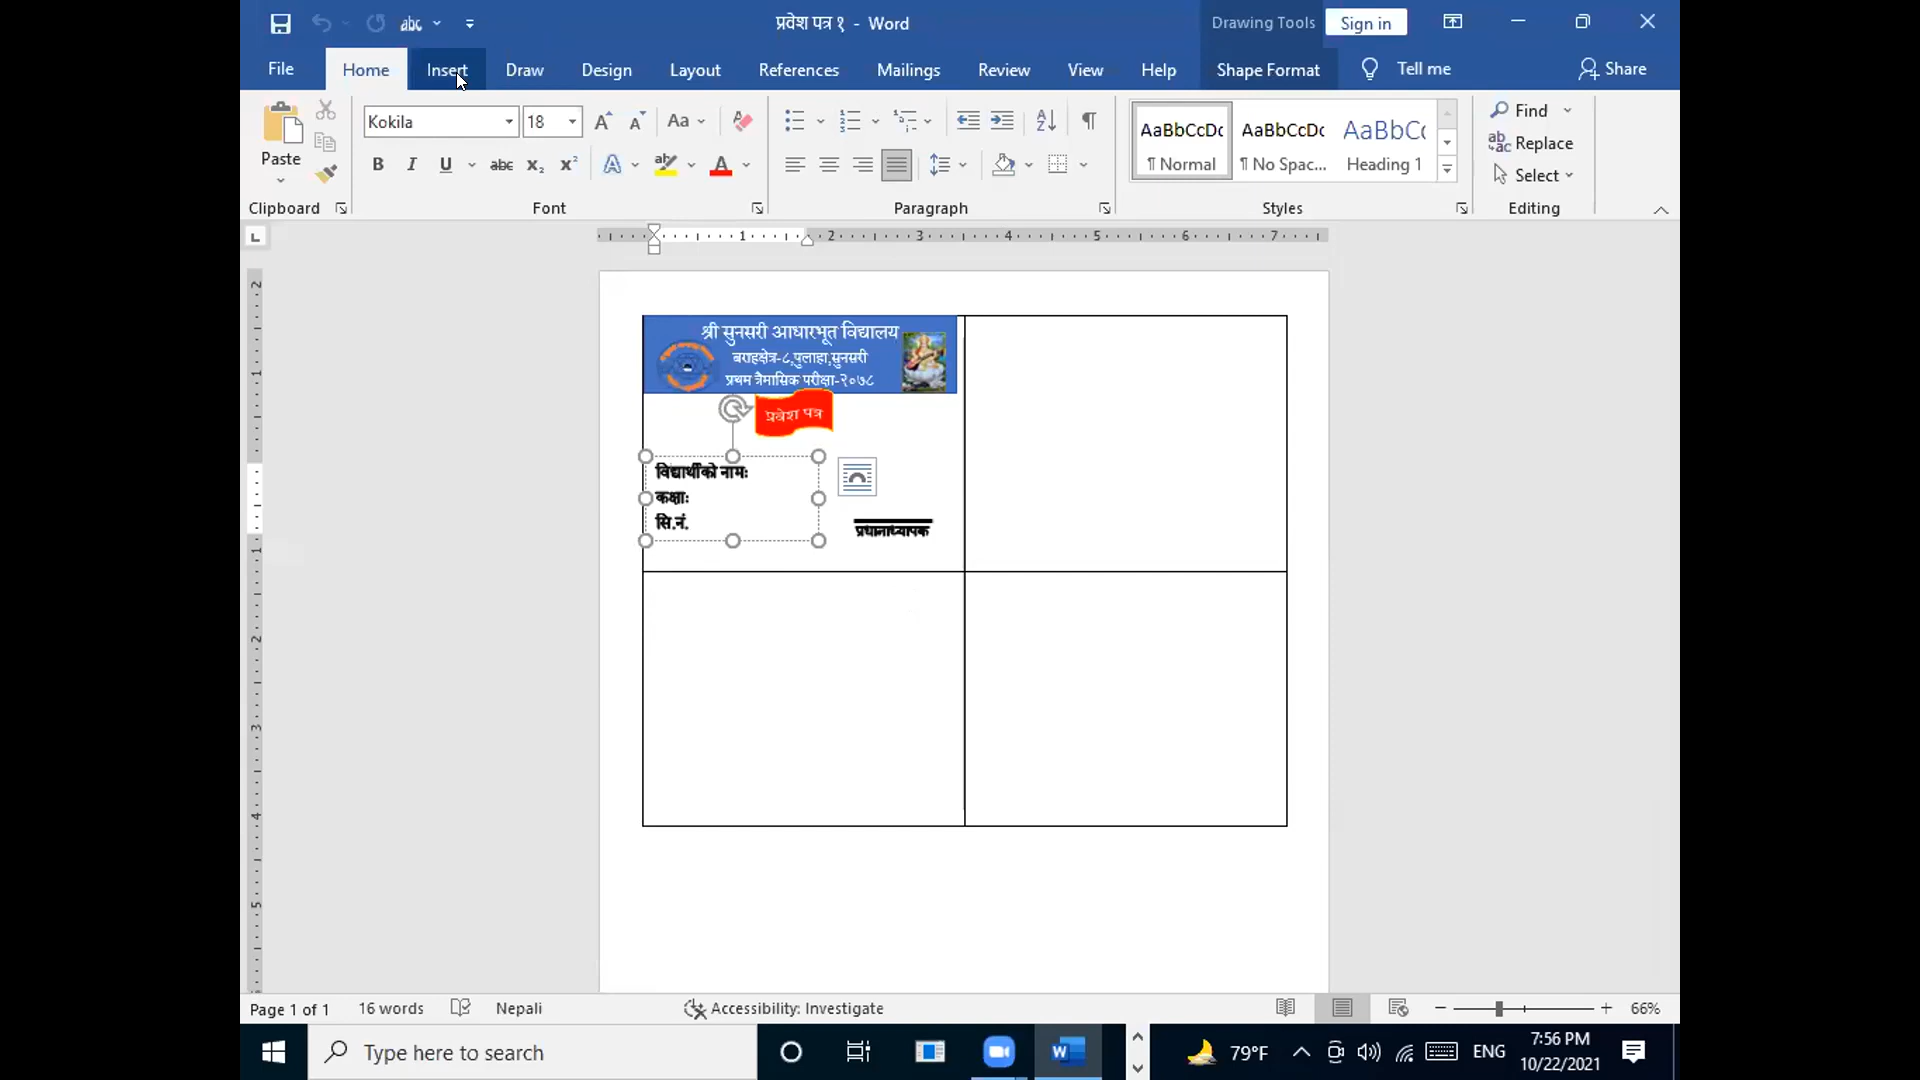 प्रवेश पत्र १ - Word
Drawing Tools
Sign in
File
Home
Insert
Draw
Design
Layout
References
Mailings
Review
View
Help
Shape Format
Tell me
Share
Paste
Kokila
18
Aa
AaBbCcDc
¶ Normal
AaBbCcDc
¶ No Spac...
AaBbCc
Heading 1
Find
Replace
Select
Clipboard
Font
Paragraph
Styles
Editing
श्री सुनसरी आधारभूत विद्यालय
बराहक्षेत्र-८,पुलाहा,सुनसरी
प्रथम त्रैमासिक परीक्षा-२०७८
प्रवेश पत्र
विद्यार्थीको नामः
कक्षाः
सि.नं.
प्रधानाध्यापक
Page 1 of 1
16 words
Nepali
Accessibility: Investigate
66%
Type here to search
79°F
ENG
7:56 PM
10/22/2021